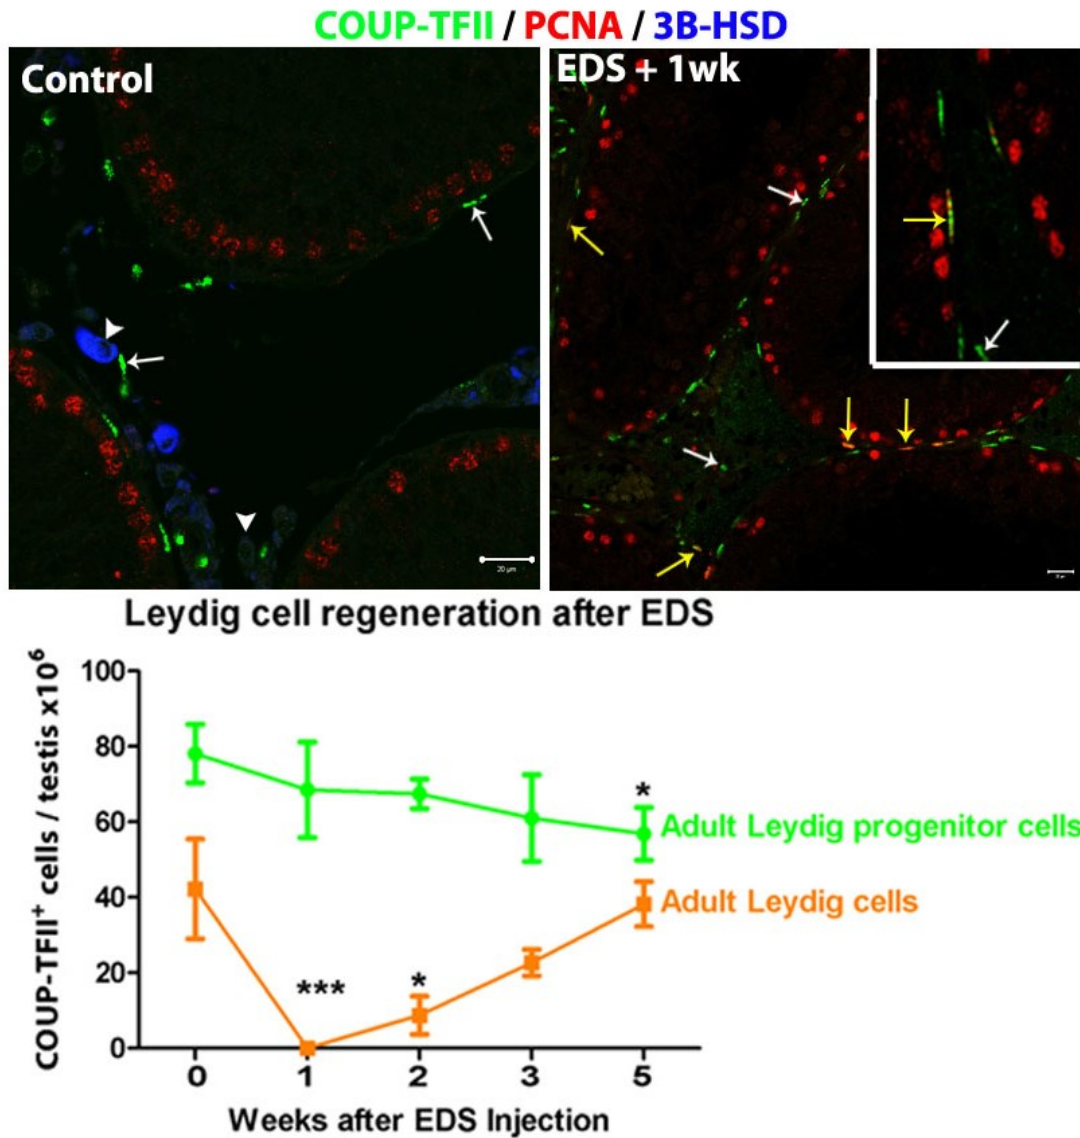 COUP-TFII / PCNA / 3B-HSD
Control
EDS + 1wk
20 µm
Leydig cell regeneration after EDS
COUP-TFII⁺ cells / testis x10⁶
100
80
60
40
20
0
*
Adult Leydig progenitor cells
Adult Leydig cells
***
*
0
1
2
3
5
Weeks after EDS Injection